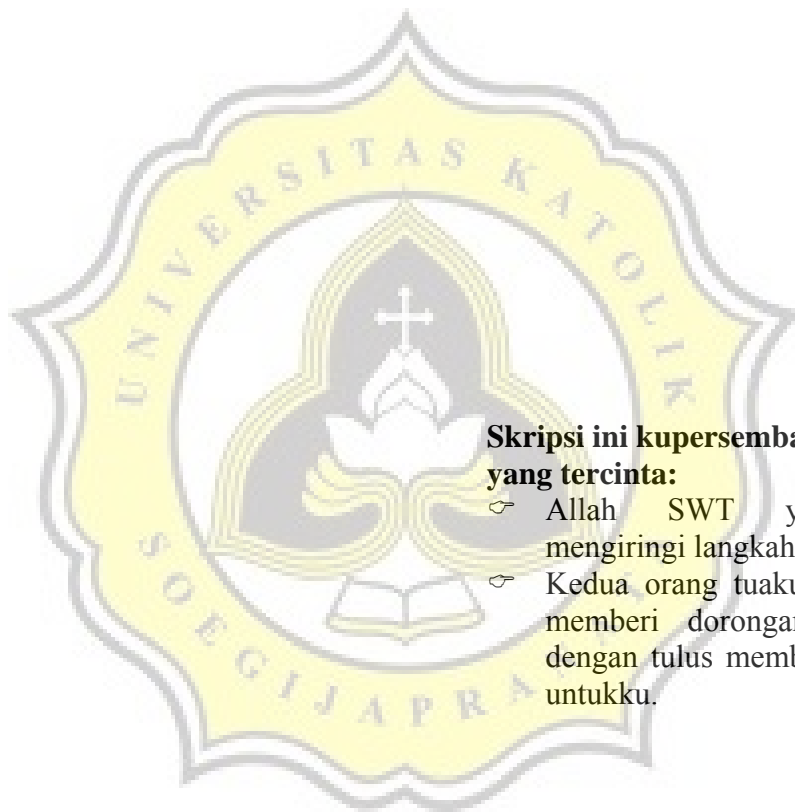 UNIVERSITAS KATOLIK
SOEGIJAPRA
Skripsi ini kupersemba
yang tercinta:
☞ Allah SWT y
mengiringi langkah
☞ Kedua orang tuaku
memberi dorongan
dengan tulus memb
untukku.